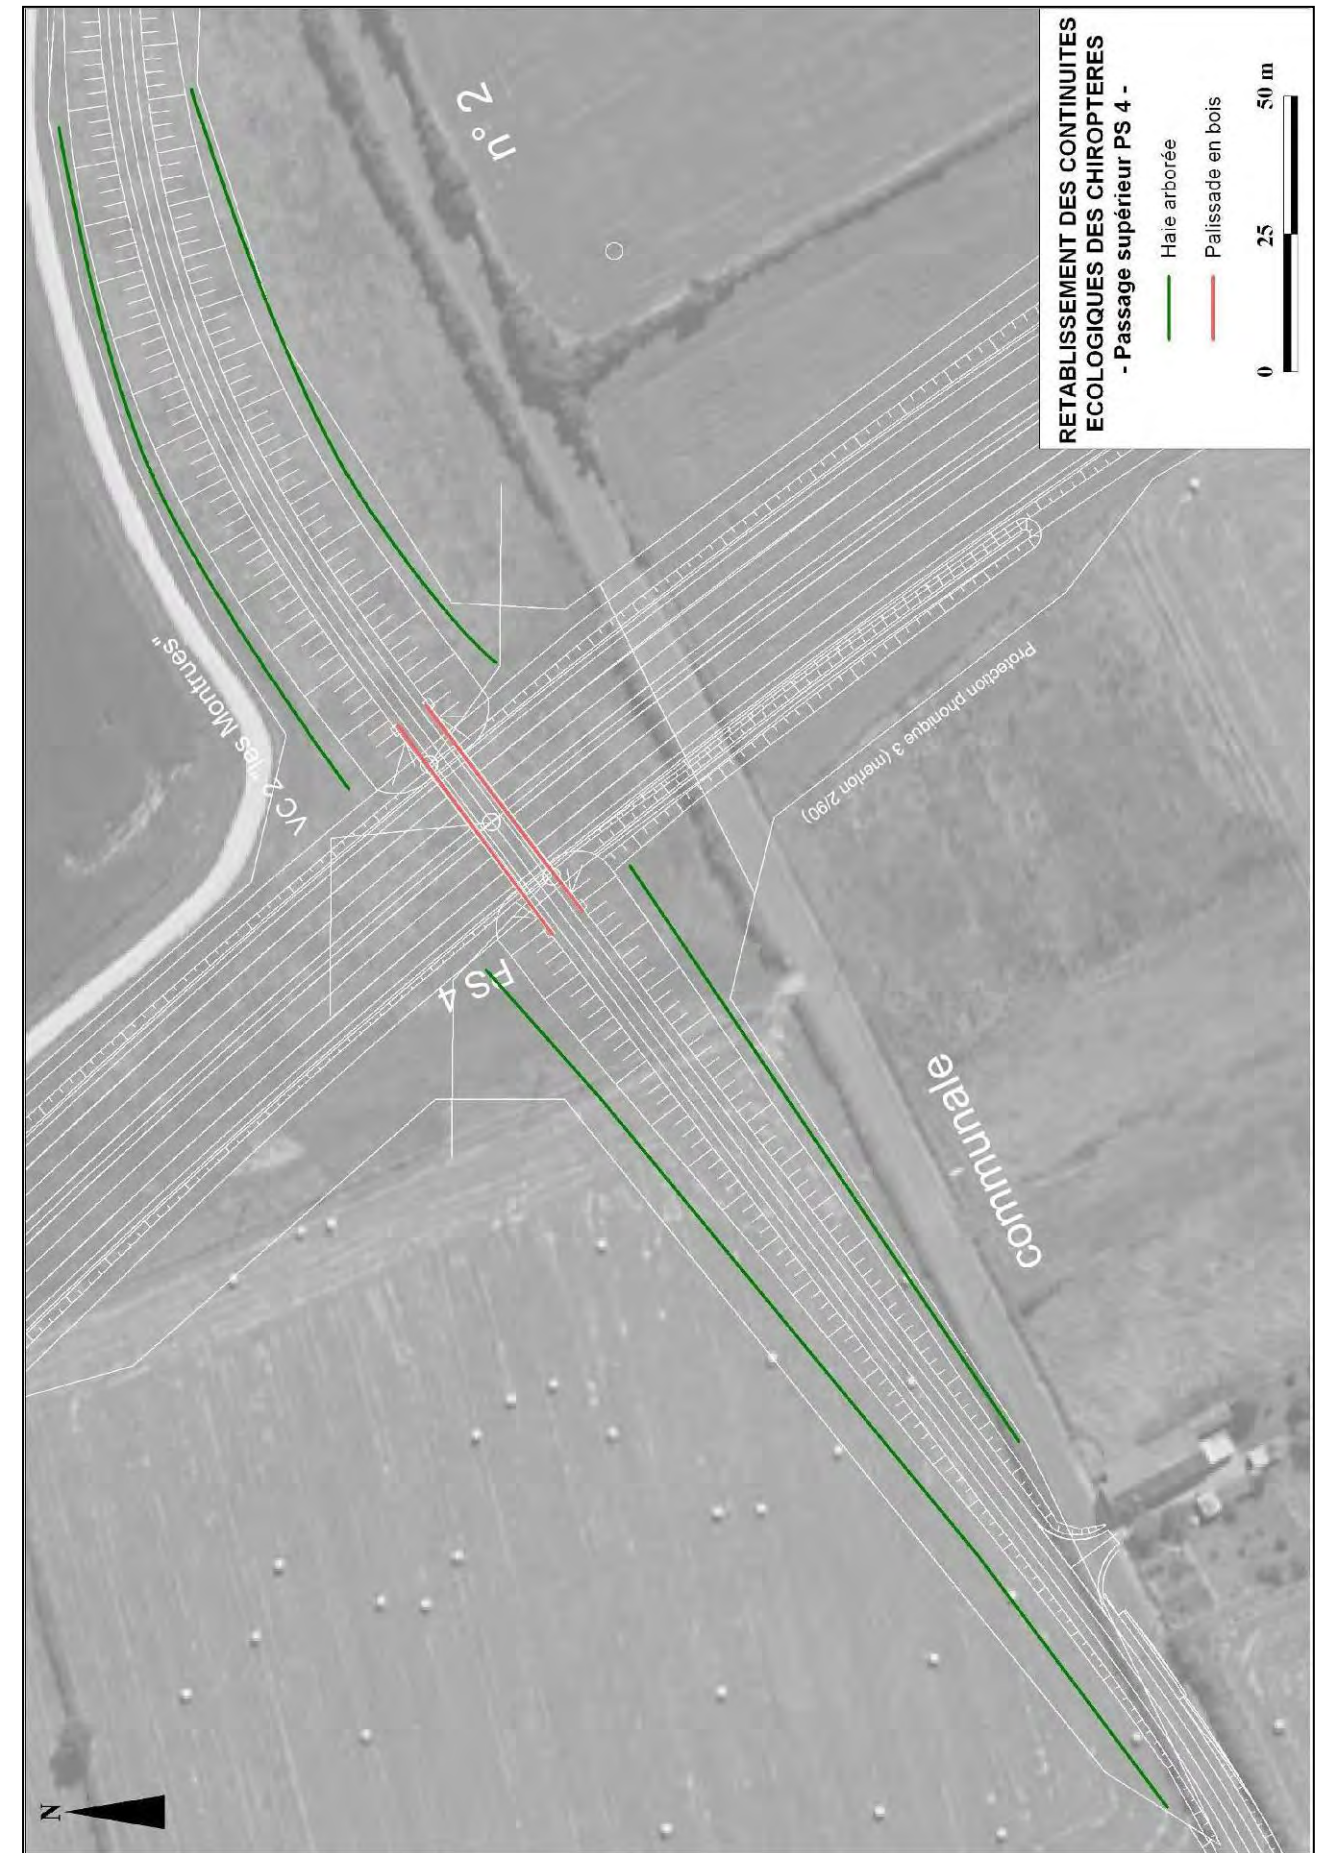 RETABLISSEMENT DES CONTINUITES
ECOLOGIQUES DES CHIROPTERES
- Passage supérieur PS 4 -
Haie arborée
Palissade en bois
0 25 50 m
N
n° 2
VC 2 "les Montrues"
PS 4
Protection phonique 3 (merlon 2/90)
communale